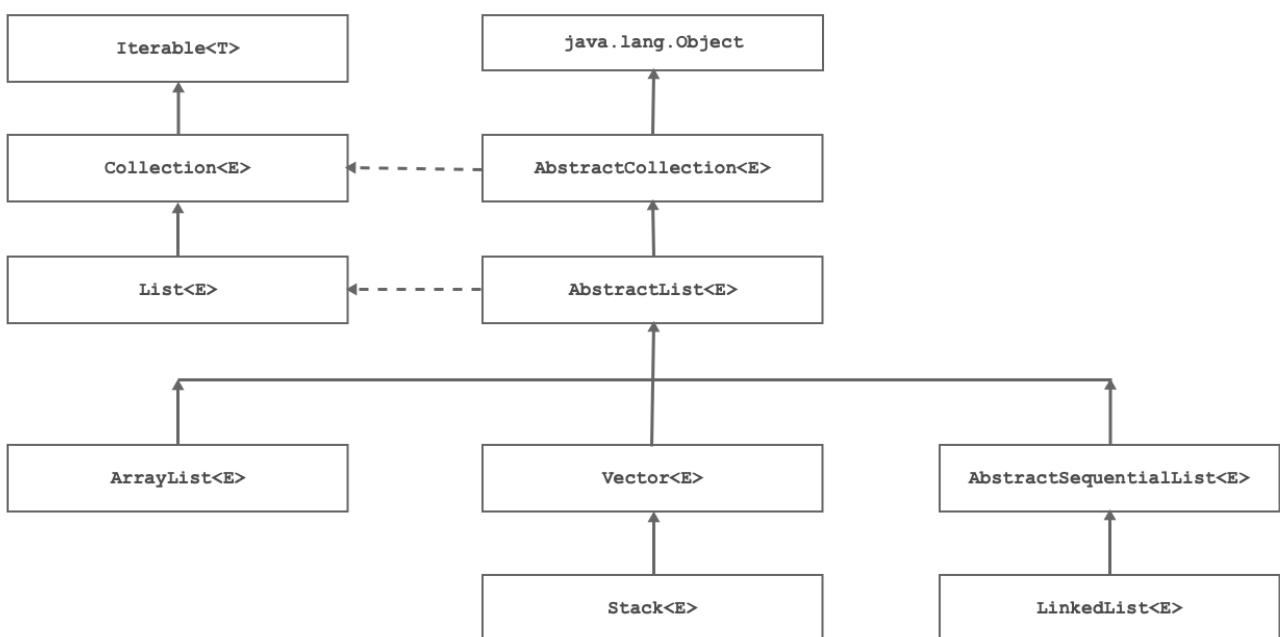 Iterable<T>
java.lang.Object
Collection<E>
AbstractCollection<E>
List<E>
AbstractList<E>
ArrayList<E>
Vector<E>
AbstractSequentialList<E>
Stack<E>
LinkedList<E>